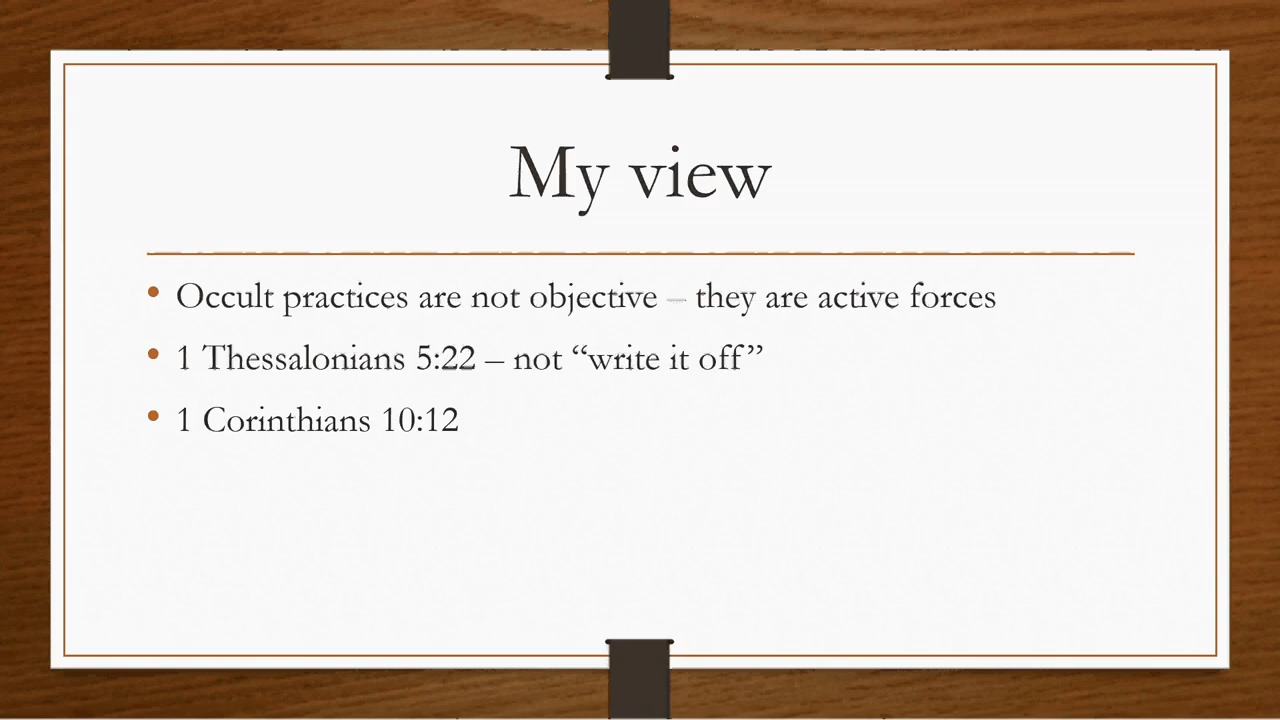 My view
• Occult practices are not objective – they are active forces
• 1 Thessalonians 5:22 – not “write it off”
• 1 Corinthians 10:12